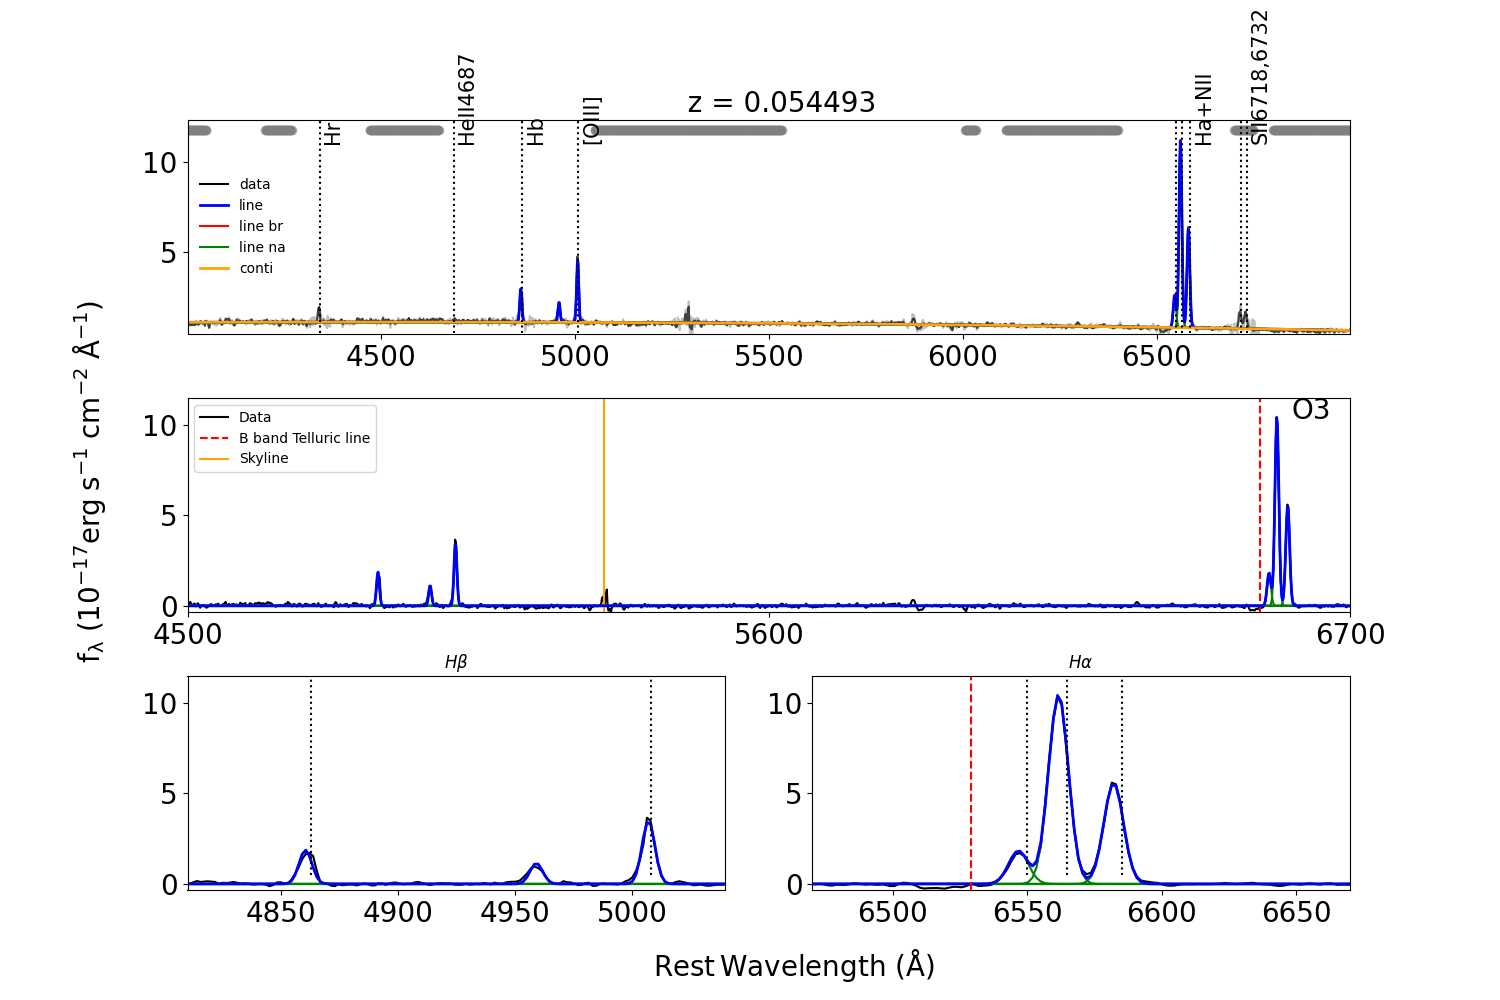 z = 0.054493
Hr
HeII4687
Hb
[OIII]
Ha+NII
SII6718,6732
10
5
data
line
line br
line na
conti
4500 5000 5500 6000 6500
fλ (10−17erg s−1 cm−2 Å−1)
10
5
0
Data
B band Telluric line
Skyline
O3
4500 5600 6700
Hβ
10
5
0
4850 4900 4950 5000
Hα
10
5
0
6500 6550 6600 6650
Rest Wavelength (Å)